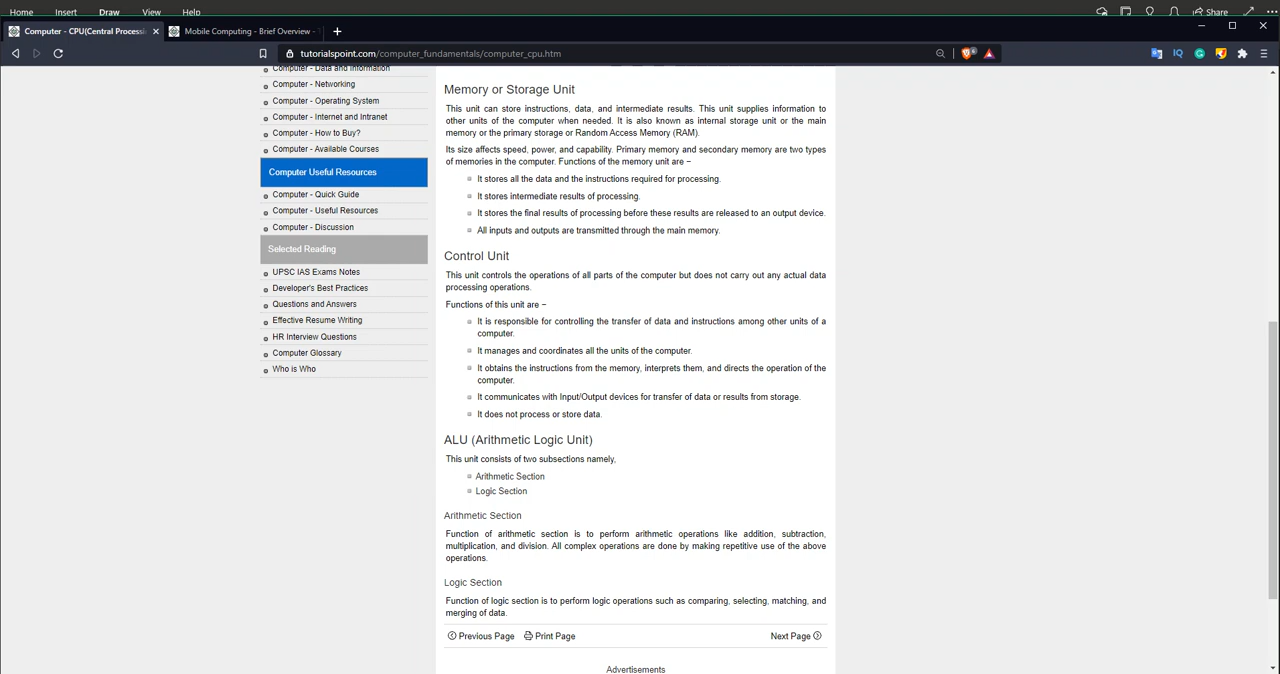 Home Insert Draw View Help Share
Computer - CPU(Central Processi Mobile Computing - Brief Overview -
tutorialspoint.com/computer_fundamentals/computer_cpu.htm
Computer - Data and Information
Computer - Networking
Computer - Operating System
Computer - Internet and Intranet
Computer - How to Buy?
Computer - Available Courses
Computer Useful Resources
Computer - Quick Guide
Computer - Useful Resources
Computer - Discussion
Selected Reading
UPSC IAS Exams Notes
Developer's Best Practices
Questions and Answers
Effective Resume Writing
HR Interview Questions
Computer Glossary
Who is Who
Memory or Storage Unit
This unit can store instructions, data, and intermediate results. This unit supplies information to
other units of the computer when needed. It is also known as internal storage unit or the main
memory or the primary storage or Random Access Memory (RAM).
Its size affects speed, power, and capability. Primary memory and secondary memory are two types
of memories in the computer. Functions of the memory unit are −
It stores all the data and the instructions required for processing.
It stores intermediate results of processing.
It stores the final results of processing before these results are released to an output device.
All inputs and outputs are transmitted through the main memory.
Control Unit
This unit controls the operations of all parts of the computer but does not carry out any actual data
processing operations.
Functions of this unit are −
It is responsible for controlling the transfer of data and instructions among other units of a
computer.
It manages and coordinates all the units of the computer.
It obtains the instructions from the memory, interprets them, and directs the operation of the
computer.
It communicates with Input/Output devices for transfer of data or results from storage.
It does not process or store data.
ALU (Arithmetic Logic Unit)
This unit consists of two subsections namely,
Arithmetic Section
Logic Section
Arithmetic Section
Function of arithmetic section is to perform arithmetic operations like addition, subtraction,
multiplication, and division. All complex operations are done by making repetitive use of the above
operations.
Logic Section
Function of logic section is to perform logic operations such as comparing, selecting, matching, and
merging of data.
Previous Page Print Page Next Page
Advertisements